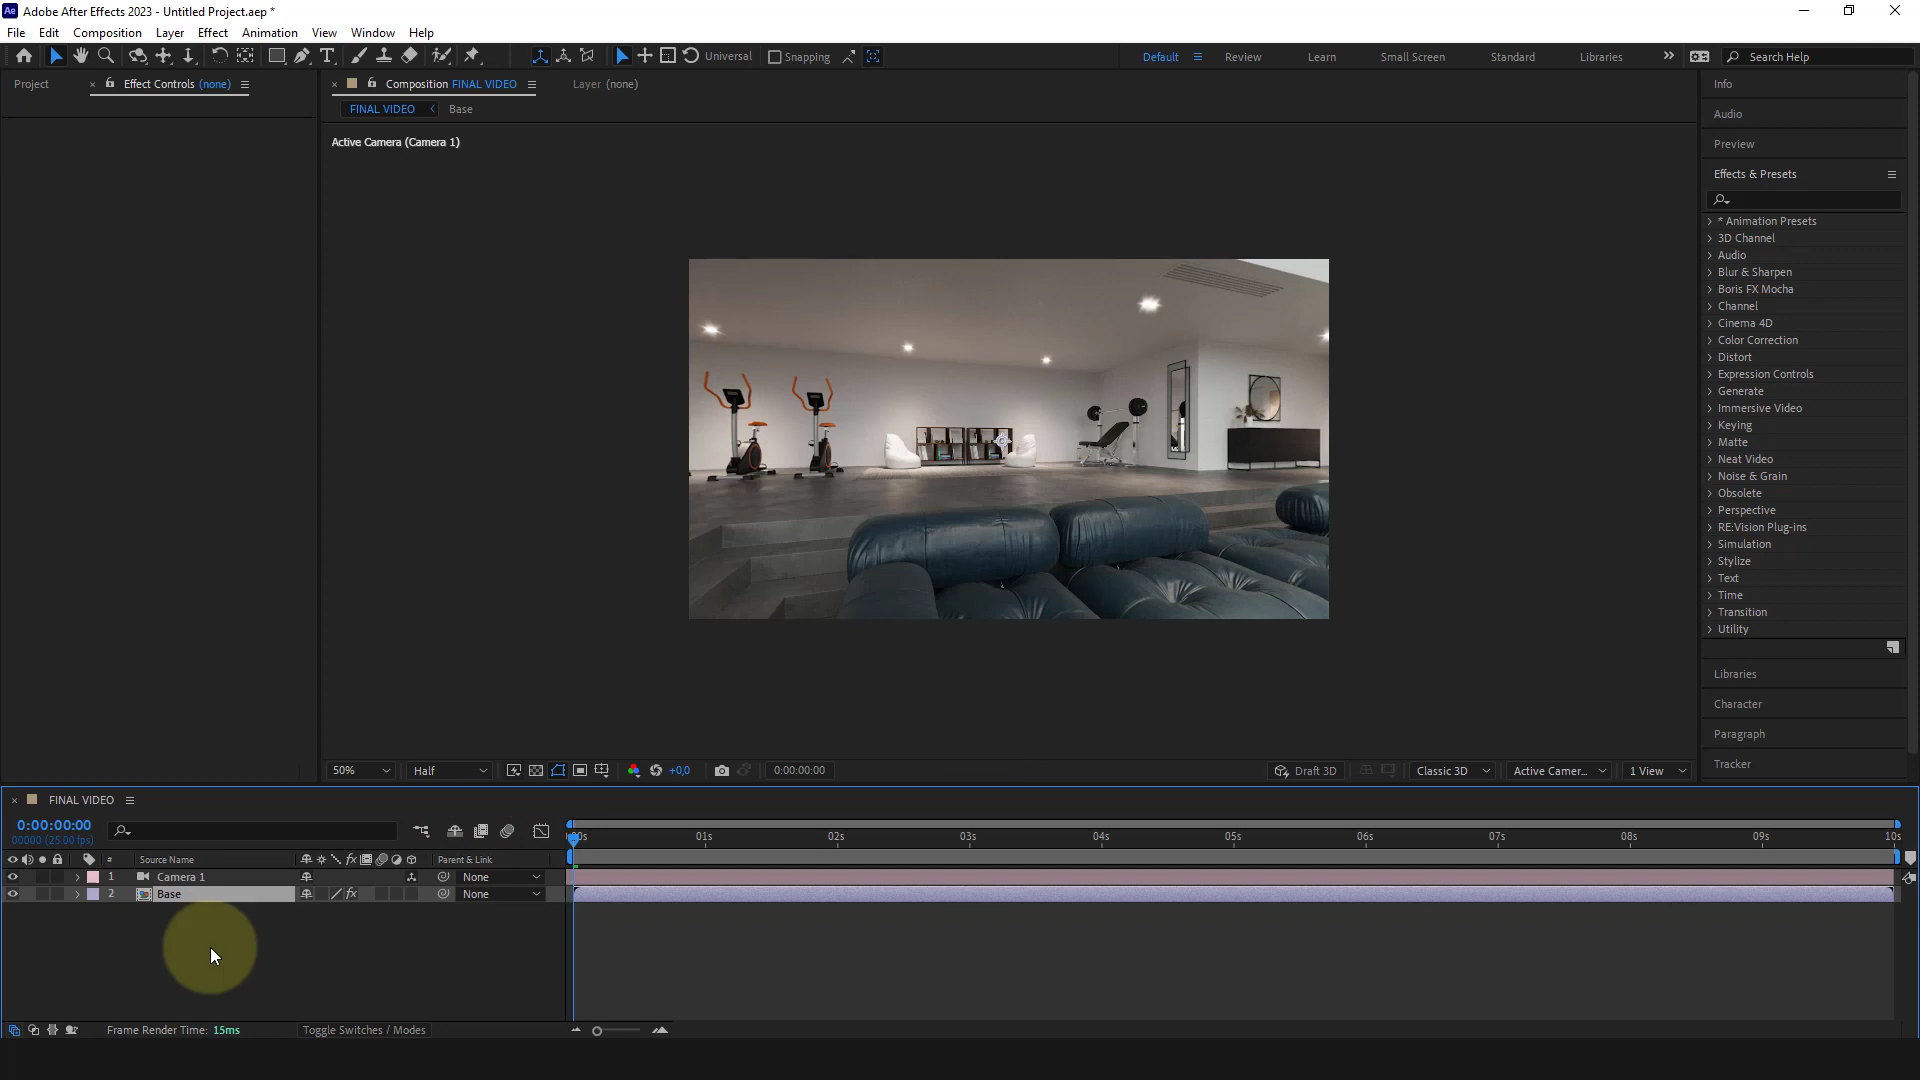 Ae Adobe After Effects 2023 - Untitled Project.aep *
File Edit Composition Layer Effect Animation View Window Help
Universal Snapping Default Review Learn Small Screen Standard Libraries Search Help
Project × Effect Controls (none)
× Composition FINAL VIDEO Layer (none)
FINAL VIDEO Base
Active Camera (Camera 1)
Info
Audio
Preview
Effects & Presets
* Animation Presets
3D Channel
Audio
Blur & Sharpen
Boris FX Mocha
Channel
Cinema 4D
Color Correction
Distort
Expression Controls
Generate
Immersive Video
Keying
Matte
Neat Video
Noise & Grain
Obsolete
Perspective
RE:Vision Plug-ins
Simulation
Stylize
Text
Time
Transition
Utility
Libraries
Character
Paragraph
Tracker
50% Half +0,0 0:00:00:00 Draft 3D Classic 3D Active Camer... 1 View
× FINAL VIDEO
0:00:00:00
00000 (25.00 fps)
01s 02s 03s 04s 05s 06s 07s 08s 09s 10s
# Source Name fx Parent & Link
1 Camera 1 None
2 Base fx None
Frame Render Time: 15ms Toggle Switches / Modes